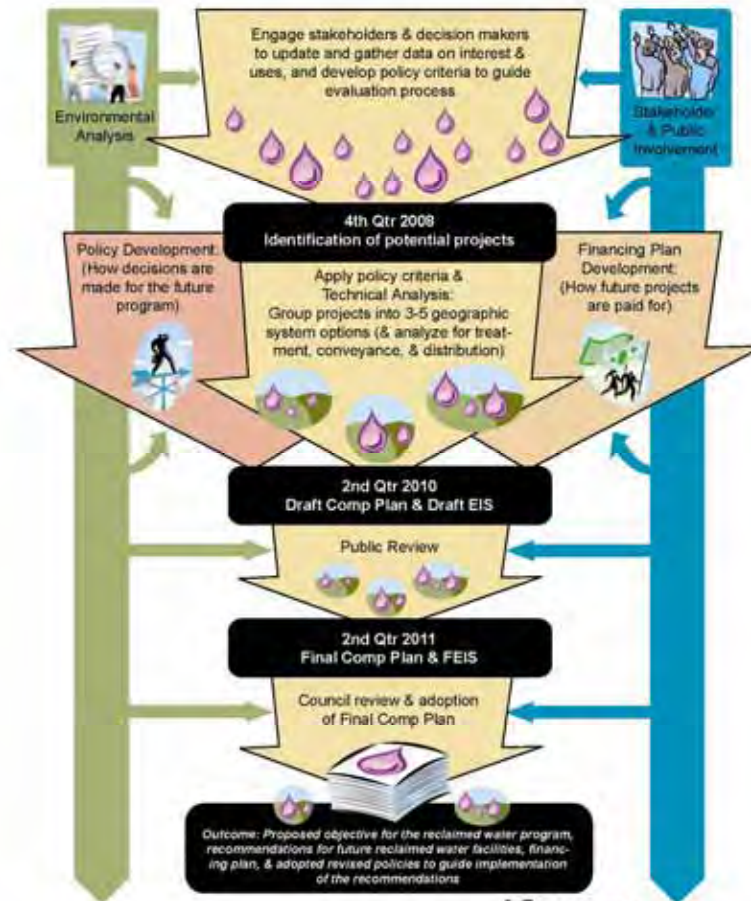 Engage stakeholders & decision makers
to update and gather data on interest &
uses, and develop policy criteria to guide
evaluation process
Environmental
Analysis
Stakeholder
& Public
Involvement
4th Qtr 2008
Identification of potential projects
Policy Development:
(How decisions are
made for the future
program)
Apply policy criteria &
Technical Analysis:
Group projects into 3-5 geographic
system options (& analyze for treat-
ment, conveyance, & distribution)
Financing Plan
Development:
(How future projects
are paid for)
2nd Qtr 2010
Draft Comp Plan & Draft EIS
Public Review
2nd Qtr 2011
Final Comp Plan & FEIS
Council review & adoption
of Final Comp Plan
Outcome: Proposed objective for the reclaimed water program,
recommendations for future reclaimed water facilities, financ-
ing plan, & adopted revised policies to guide implementation
of the recommendations